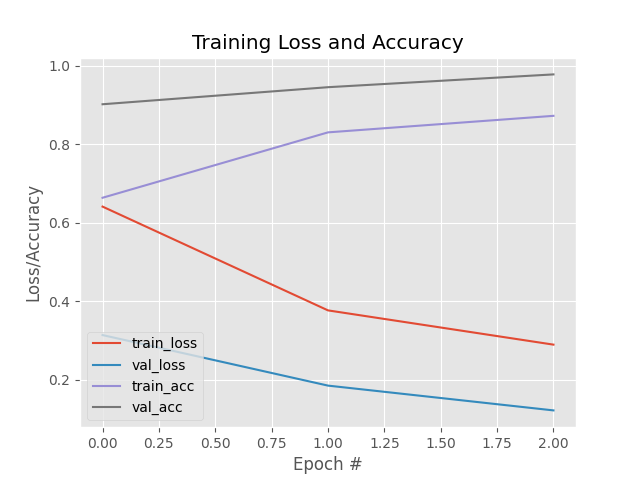 Training Loss and Accuracy
Loss/Accuracy
1.0
0.8
0.6
0.4
0.2
train_loss
val_loss
train_acc
val_acc
0.00 0.25 0.50 0.75 1.00 1.25 1.50 1.75 2.00
Epoch #